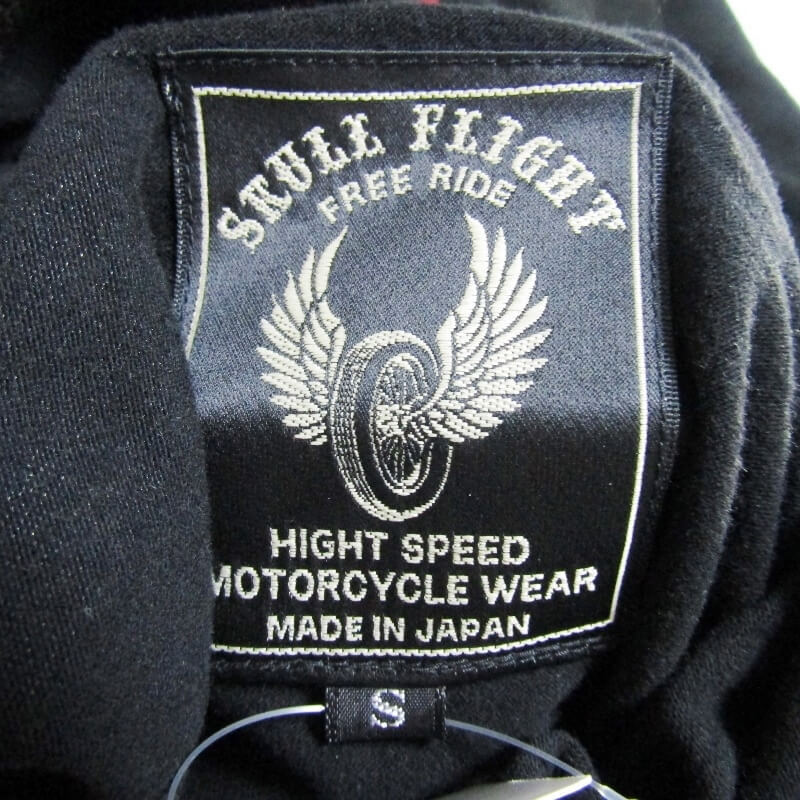 SKULL FLIGHT
FREE RIDE
HIGHT SPEED
MOTORCYCLE WEAR
MADE IN JAPAN
S